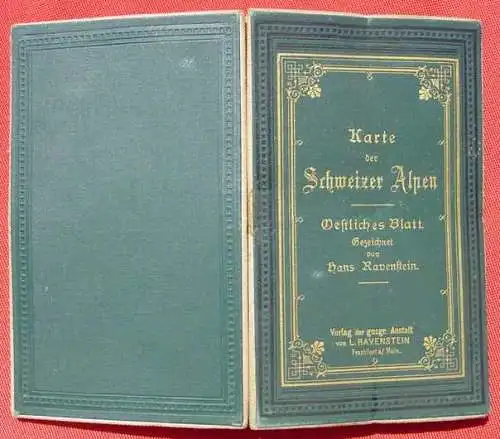 Karte
der
Schweizer Alpen
Oestliches Blatt.
Gezeichnet
von
Hans Ravenstein.
Verlag der geogr. Anstalt
von L. RAVENSTEIN
Frankfurt a/ Main.